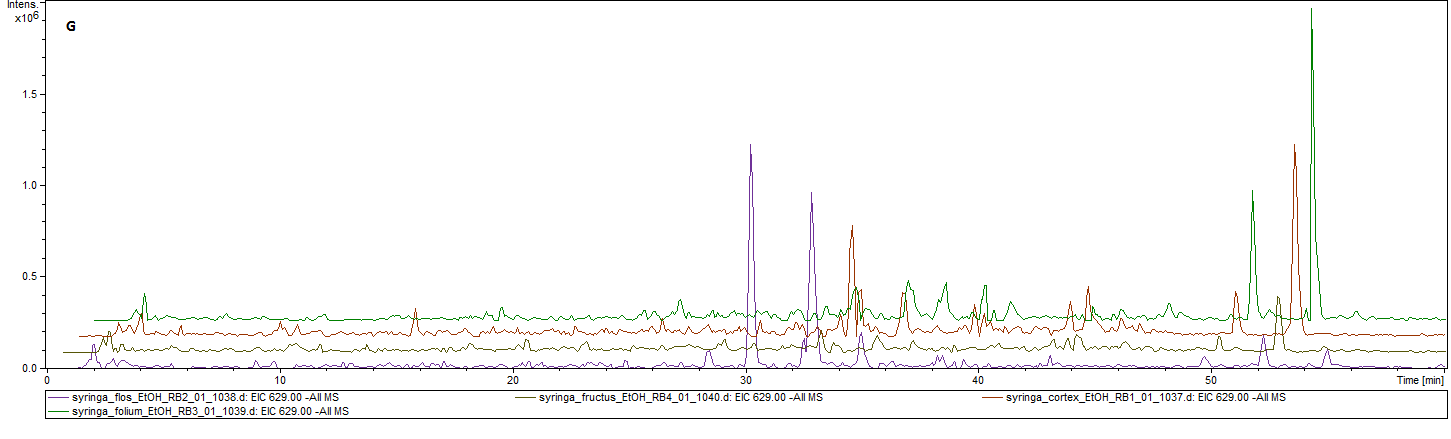 Intens.
x10⁶
G
1.5
1.0
0.5
0.0
0 10 20 30 40 50 Time [min]
syringa_flos_EtOH_RB2_01_1038.d: EIC 629.00 -All MS syringa_fructus_EtOH_RB4_01_1040.d: EIC 629.00 -All MS syringa_cortex_EtOH_RB1_01_1037.d: EIC 629.00 -All MS
syringa_folium_EtOH_RB3_01_1039.d: EIC 629.00 -All MS